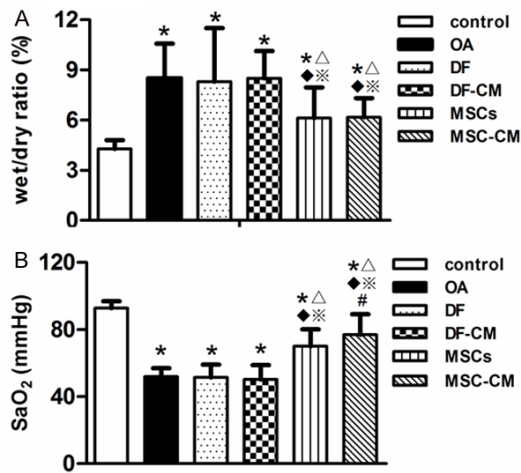 A
wet/dry ratio (%)
12
9
6
3
0
* * * *△ *△
◆※ ◆※
control
OA
DF
DF-CM
MSCs
MSC-CM
B
SaO₂ (mmHg)
120
80
40
0
* * * *△ *△
◆※ ◆※
#
control
OA
DF
DF-CM
MSCs
MSC-CM